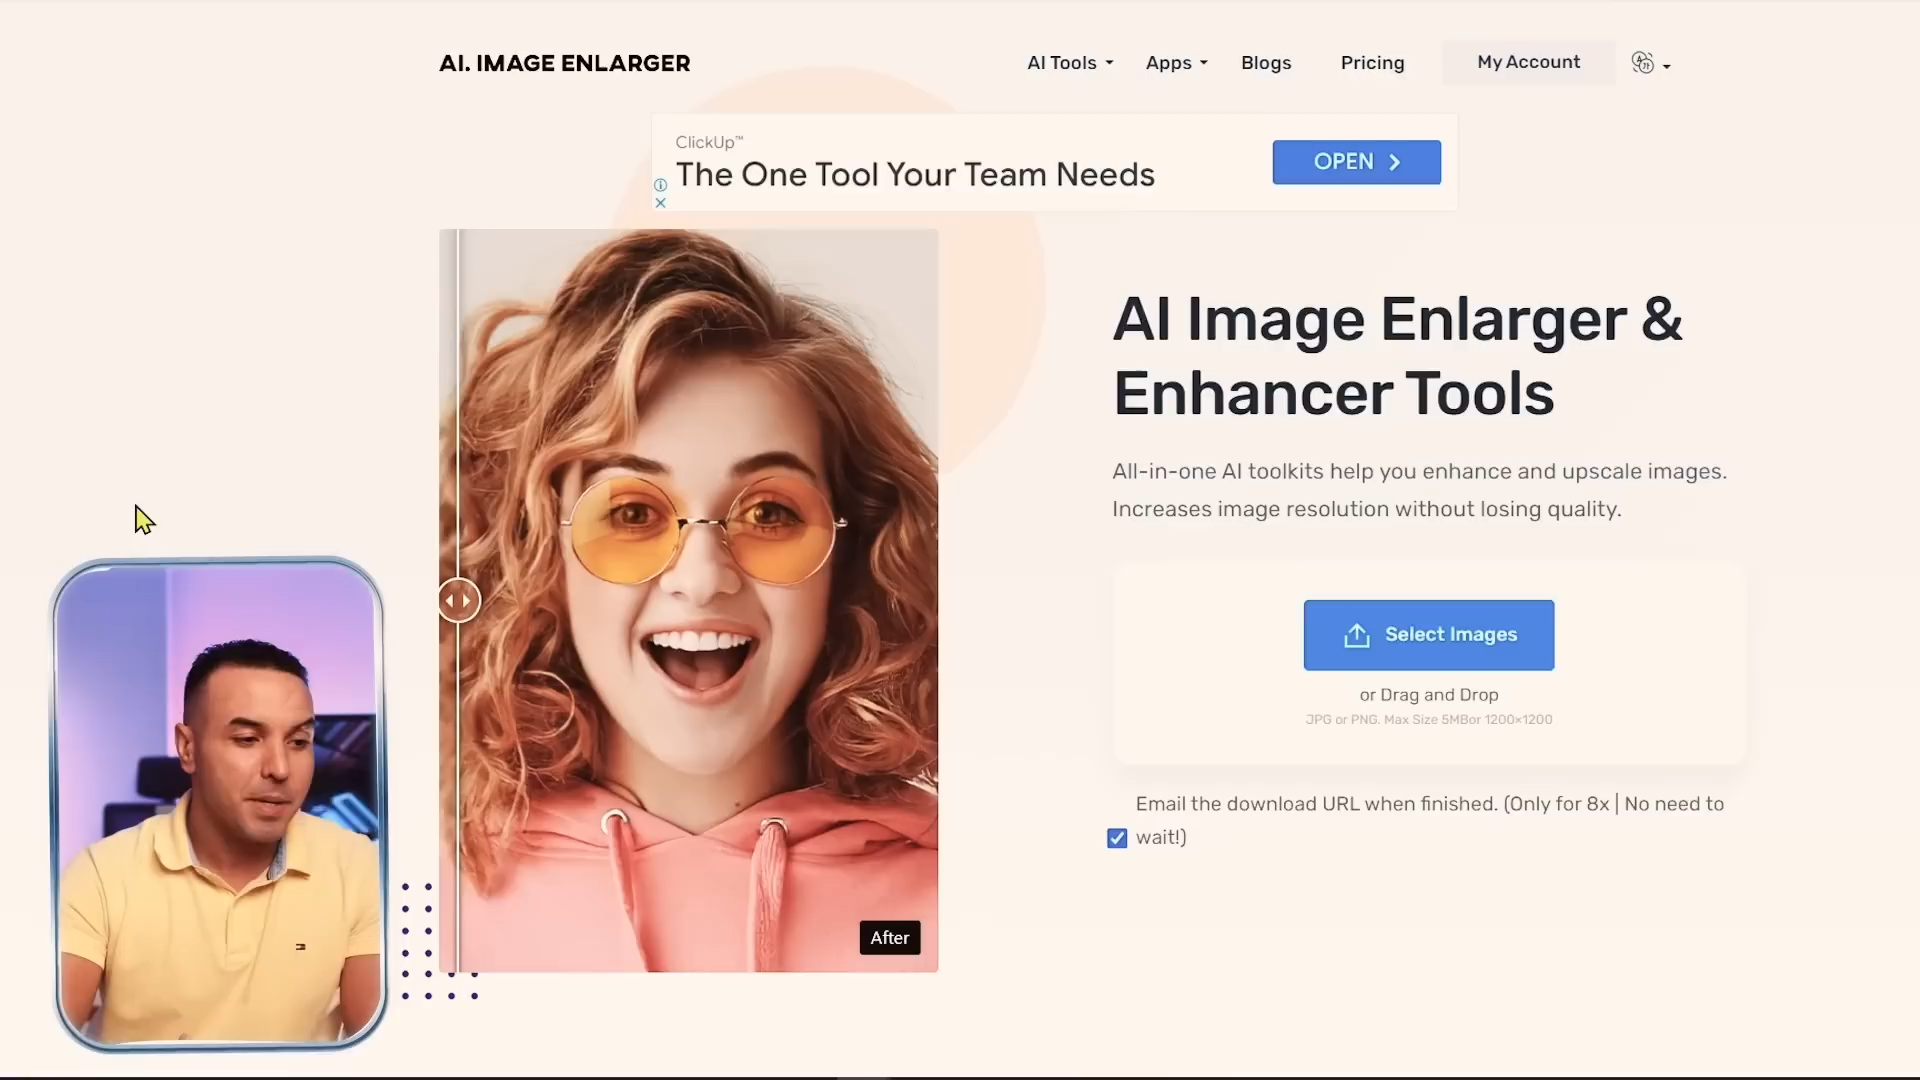 AI. IMAGE ENLARGER
AI Tools
Apps
Blogs
Pricing
My Account
ClickUp™
The One Tool Your Team Needs
OPEN
AI Image Enlarger &
Enhancer Tools
All-in-one AI toolkits help you enhance and upscale images.
Increases image resolution without losing quality.
Select Images
or Drag and Drop
JPG or PNG. Max Size 5MBor 1200×1200
Email the download URL when finished. (Only for 8x | No need to
wait!)
After